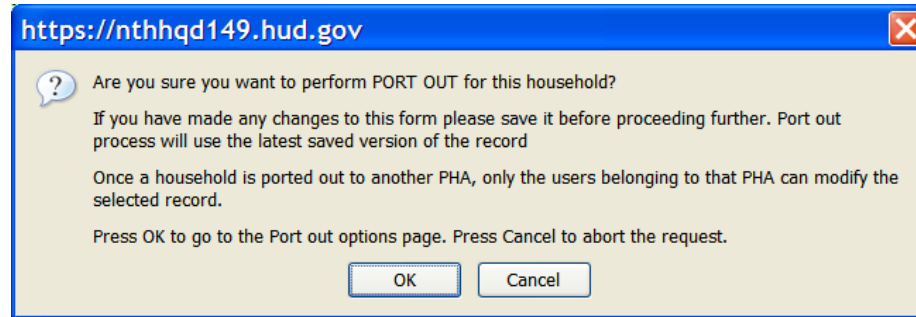 https://nthhqd149.hud.gov
Are you sure you want to perform PORT OUT for this household?
If you have made any changes to this form please save it before proceeding further. Port out
process will use the latest saved version of the record
Once a household is ported out to another PHA, only the users belonging to that PHA can modify the
selected record.
Press OK to go to the Port out options page. Press Cancel to abort the request.
OK Cancel